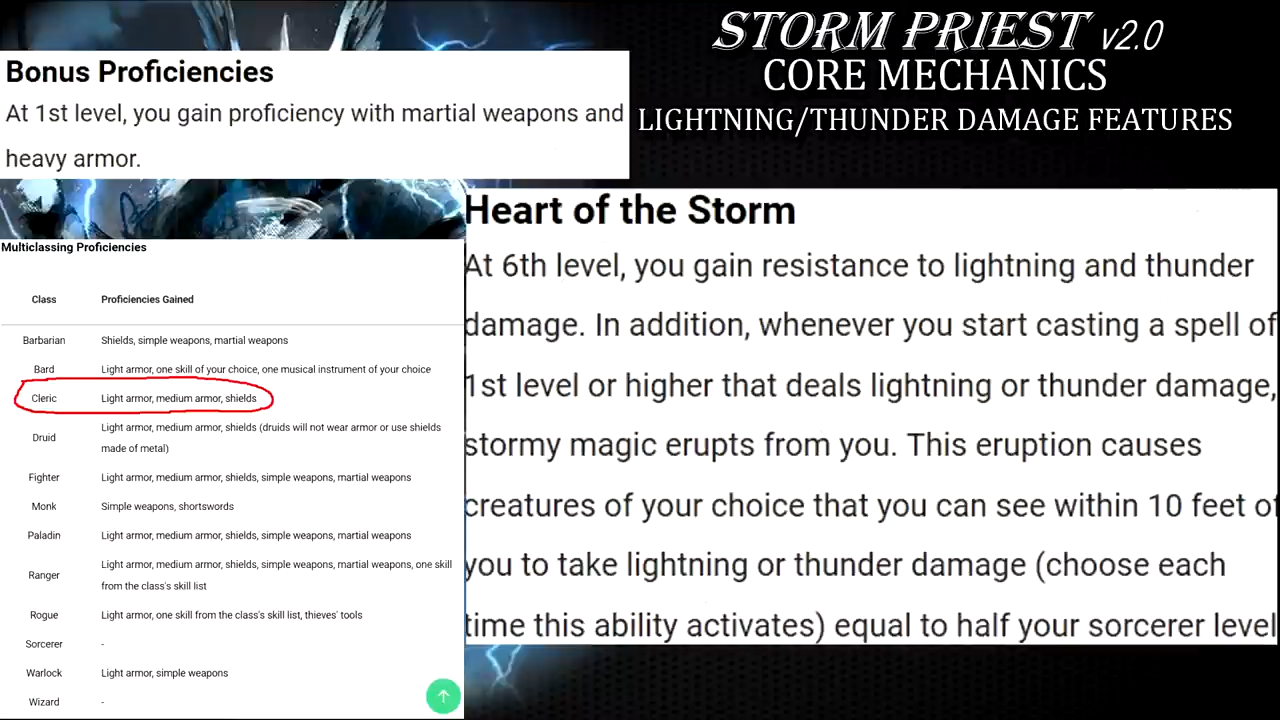 STORM PRIEST v2.0
CORE MECHANICS
LIGHTNING/THUNDER DAMAGE FEATURES
Bonus Proficiencies
At 1st level, you gain proficiency with martial weapons and
heavy armor.
Multiclassing Proficiencies
Class Proficiencies Gained
Barbarian Shields, simple weapons, martial weapons
Bard Light armor, one skill of your choice, one musical instrument of your choice
Cleric Light armor, medium armor, shields
Druid Light armor, medium armor, shields (druids will not wear armor or use shields
made of metal)
Fighter Light armor, medium armor, shields, simple weapons, martial weapons
Monk Simple weapons, shortswords
Paladin Light armor, medium armor, shields, simple weapons, martial weapons
Ranger Light armor, medium armor, shields, simple weapons, martial weapons, one skill
from the class's skill list
Rogue Light armor, one skill from the class's skill list, thieves' tools
Sorcerer -
Warlock Light armor, simple weapons
Wizard -
Heart of the Storm
At 6th level, you gain resistance to lightning and thunder
damage. In addition, whenever you start casting a spell of
1st level or higher that deals lightning or thunder damage,
stormy magic erupts from you. This eruption causes
creatures of your choice that you can see within 10 feet of
you to take lightning or thunder damage (choose each
time this ability activates) equal to half your sorcerer level